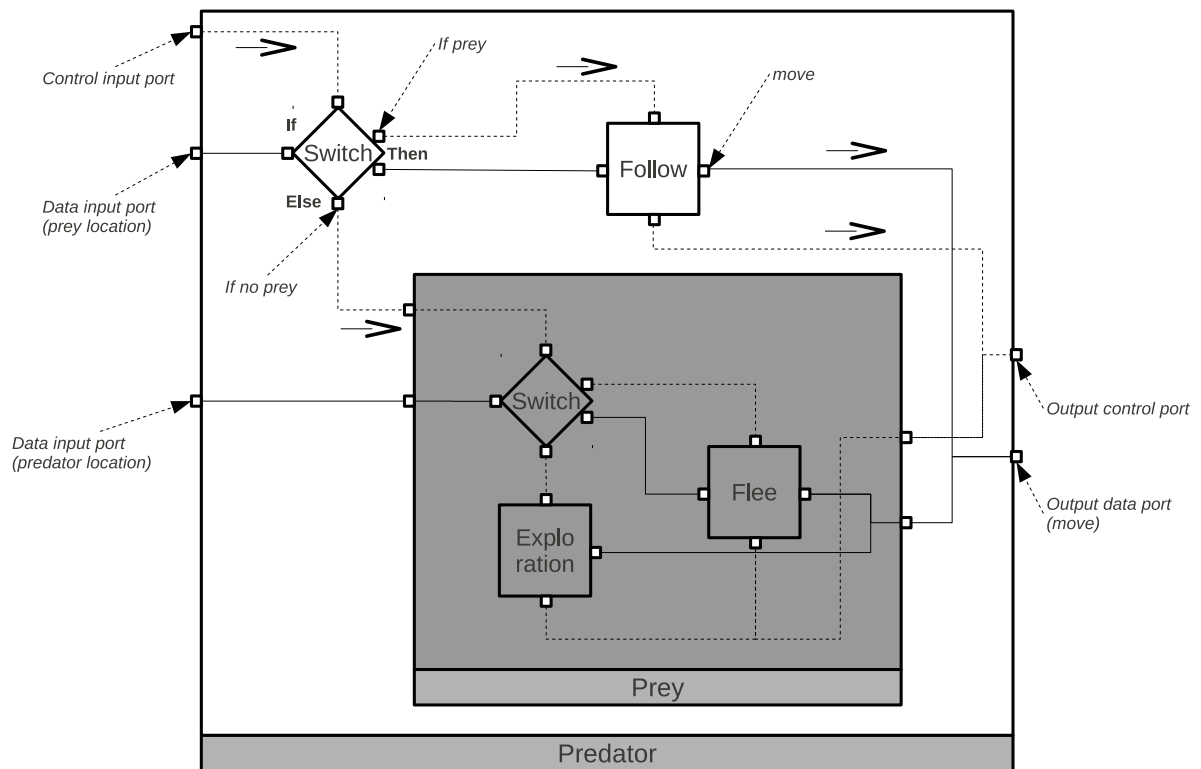 If prey
Control input port
move
If
Switch
Then
Follow
Else
Data input port
(prey location)
If no prey
Switch
Data input port
(predator location)
Output control port
Flee
Output data port
(move)
Explo
ration
Prey
Predator